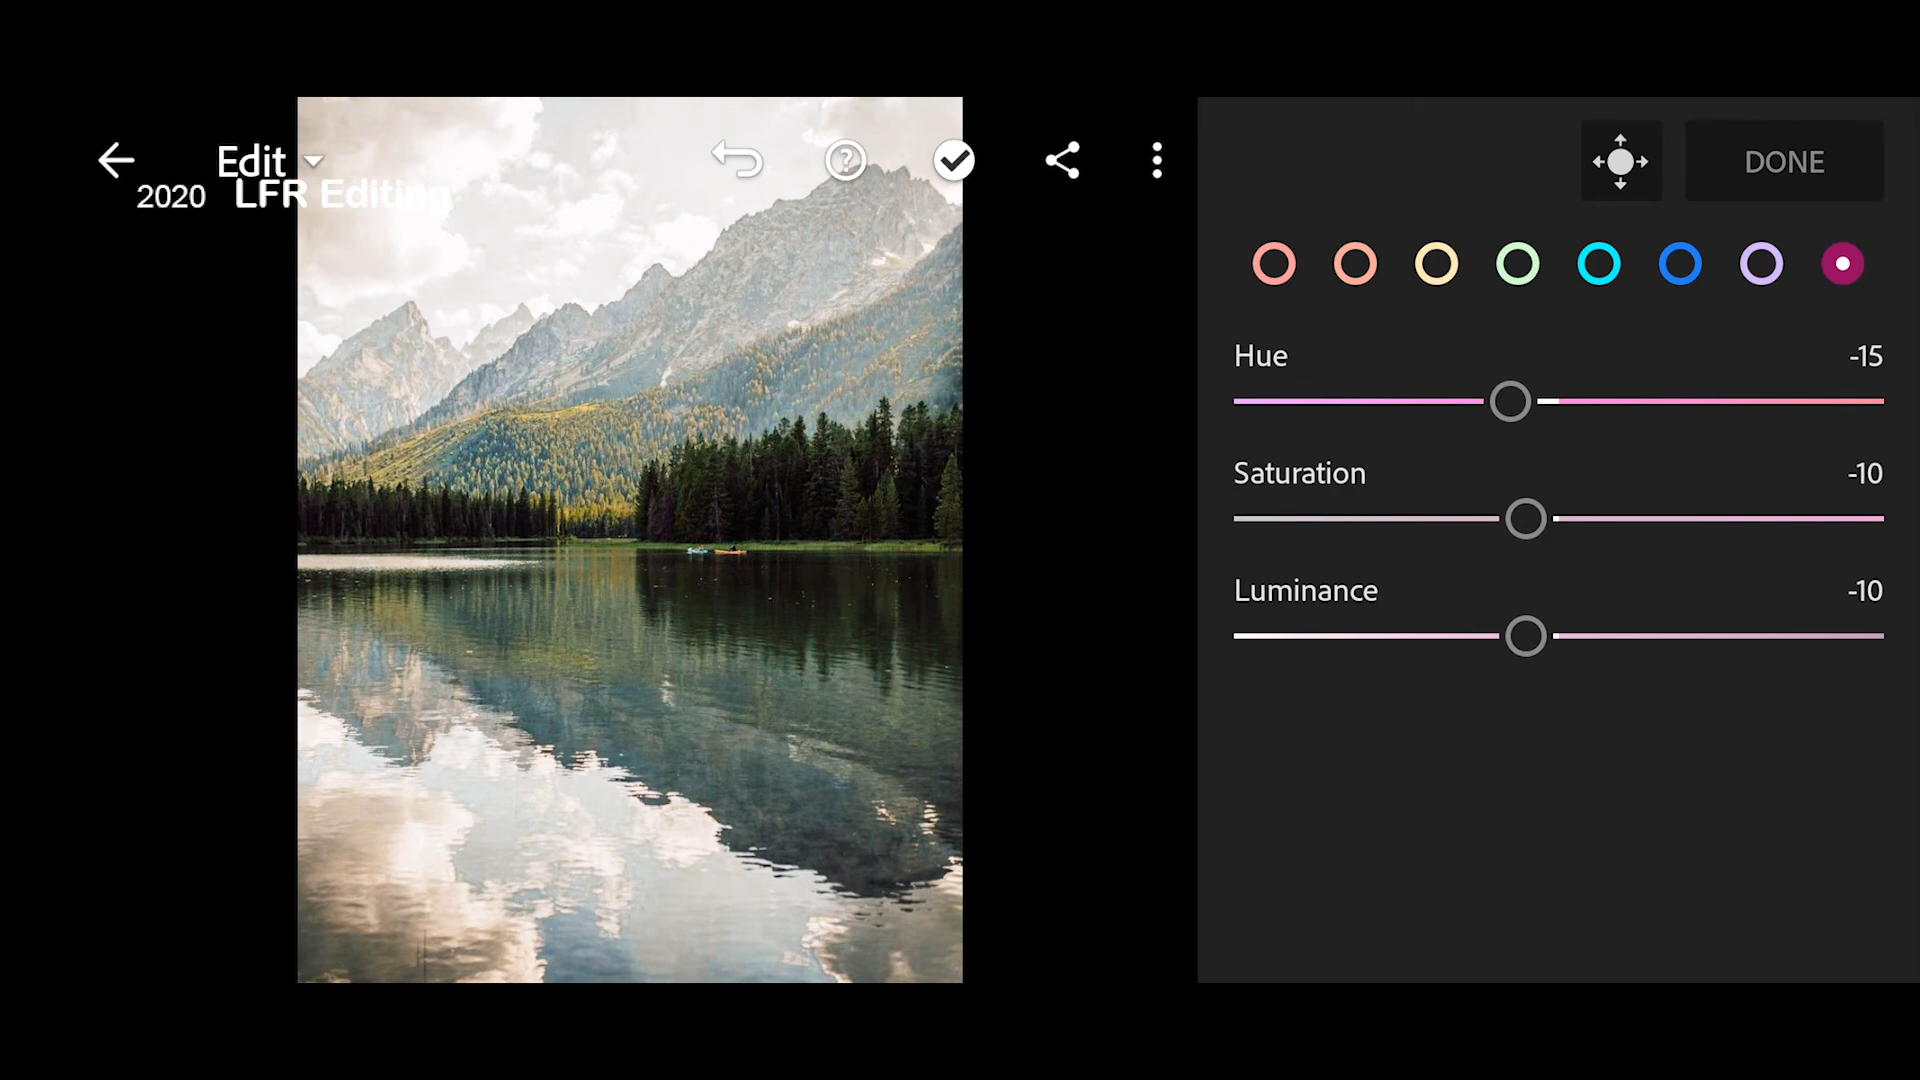 Edit
2020 LFR Editing
DONE
Hue -15
Saturation -10
Luminance -10